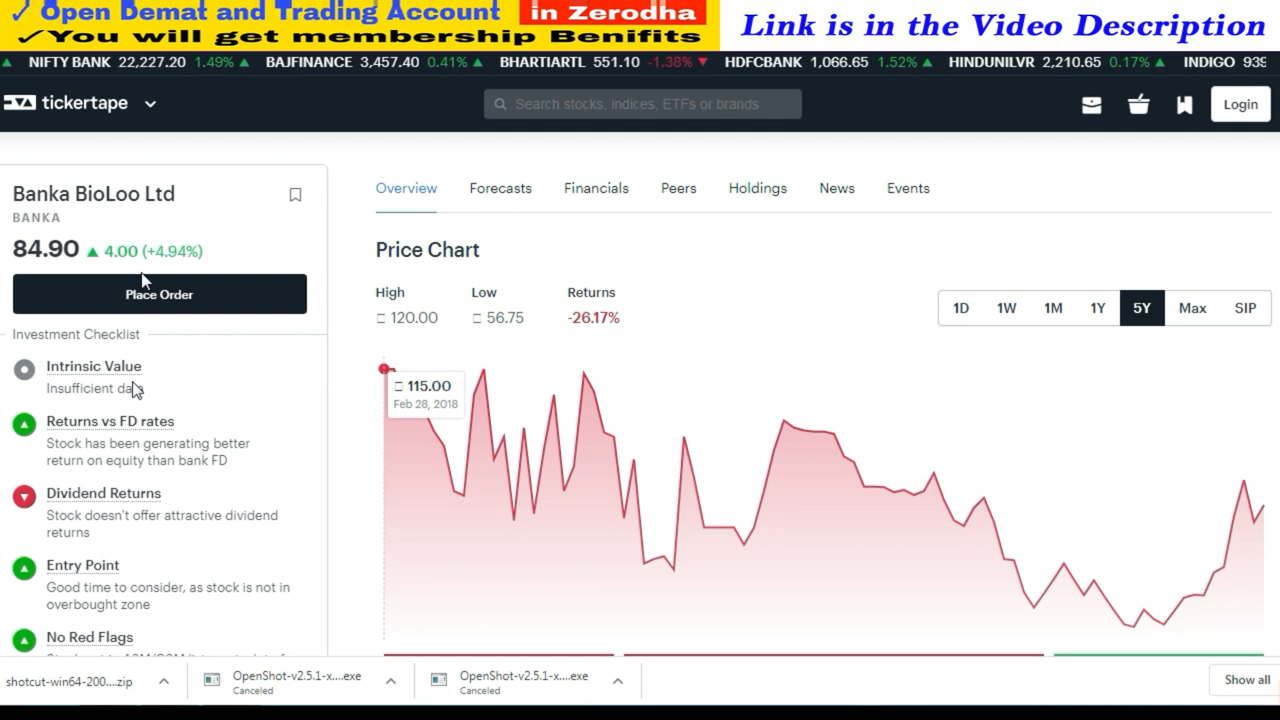 ✓ Open Demat and Trading Account in Zerodha
✓You will get membership Benifits
Link is in the Video Description
▲ NIFTY BANK 22,227.20 1.49% ▲ BAJFINANCE 3,457.40 0.41% ▲ BHARTIARTL 551.10 -1.38% ▼ HDFCBANK 1,066.65 1.52% ▲ HINDUNILVR 2,210.65 0.17% ▲ INDIGO 939
tickertape
Search stocks, indices, ETFs or brands
Login
Banka BioLoo Ltd
BANKA
84.90 ▲ 4.00 (+4.94%)
Place Order
Investment Checklist
Intrinsic Value
Insufficient da
Returns vs FD rates
Stock has been generating better
return on equity than bank FD
Dividend Returns
Stock doesn't offer attractive dividend
returns
Entry Point
Good time to consider, as stock is not in
overbought zone
No Red Flags
Overview Forecasts Financials Peers Holdings News Events
Price Chart
High Low Returns
120.00 56.75 -26.17%
1D 1W 1M 1Y 5Y Max SIP
115.00
Feb 28, 2018
shotcut-win64-200....zip
OpenShot-v2.5.1-x....exe
Canceled
OpenShot-v2.5.1-x....exe
Canceled
Show all